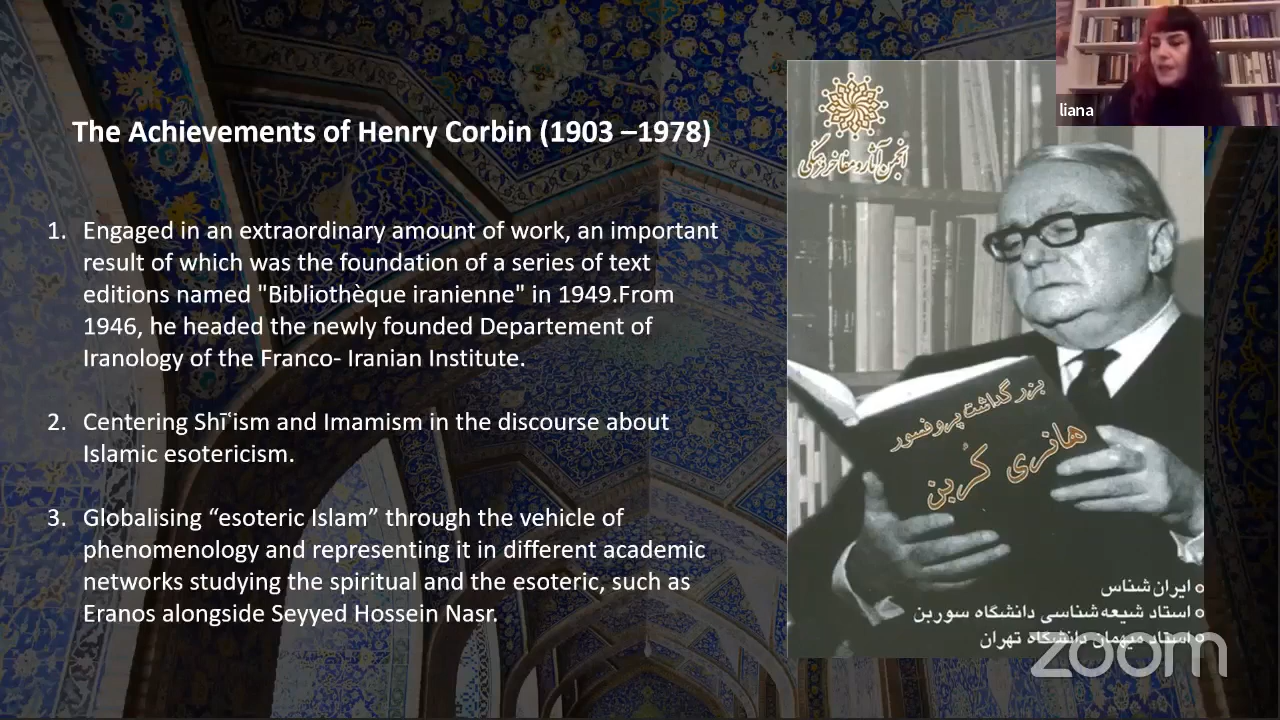 The Achievements of Henry Corbin (1903 –1978)
1. Engaged in an extraordinary amount of work, an important
result of which was the foundation of a series of text
editions named "Bibliothèque iranienne" in 1949.From
1946, he headed the newly founded Departement of
Iranology of the Franco- Iranian Institute.
2. Centering Shīʿism and Imamism in the discourse about
Islamic esotericism.
3. Globalising “esoteric Islam” through the vehicle of
phenomenology and representing it in different academic
networks studying the spiritual and the esoteric, such as
Eranos alongside Seyyed Hossein Nasr.
liana
انجمن آثار و مفاخر فرهنگی
بزرگداشت پروفسور
هانری کُربن
ایران‌شناس
استاد شیعه‌شناسی دانشگاه سوربن
استاد میهمان دانشگاه تهران
zoom